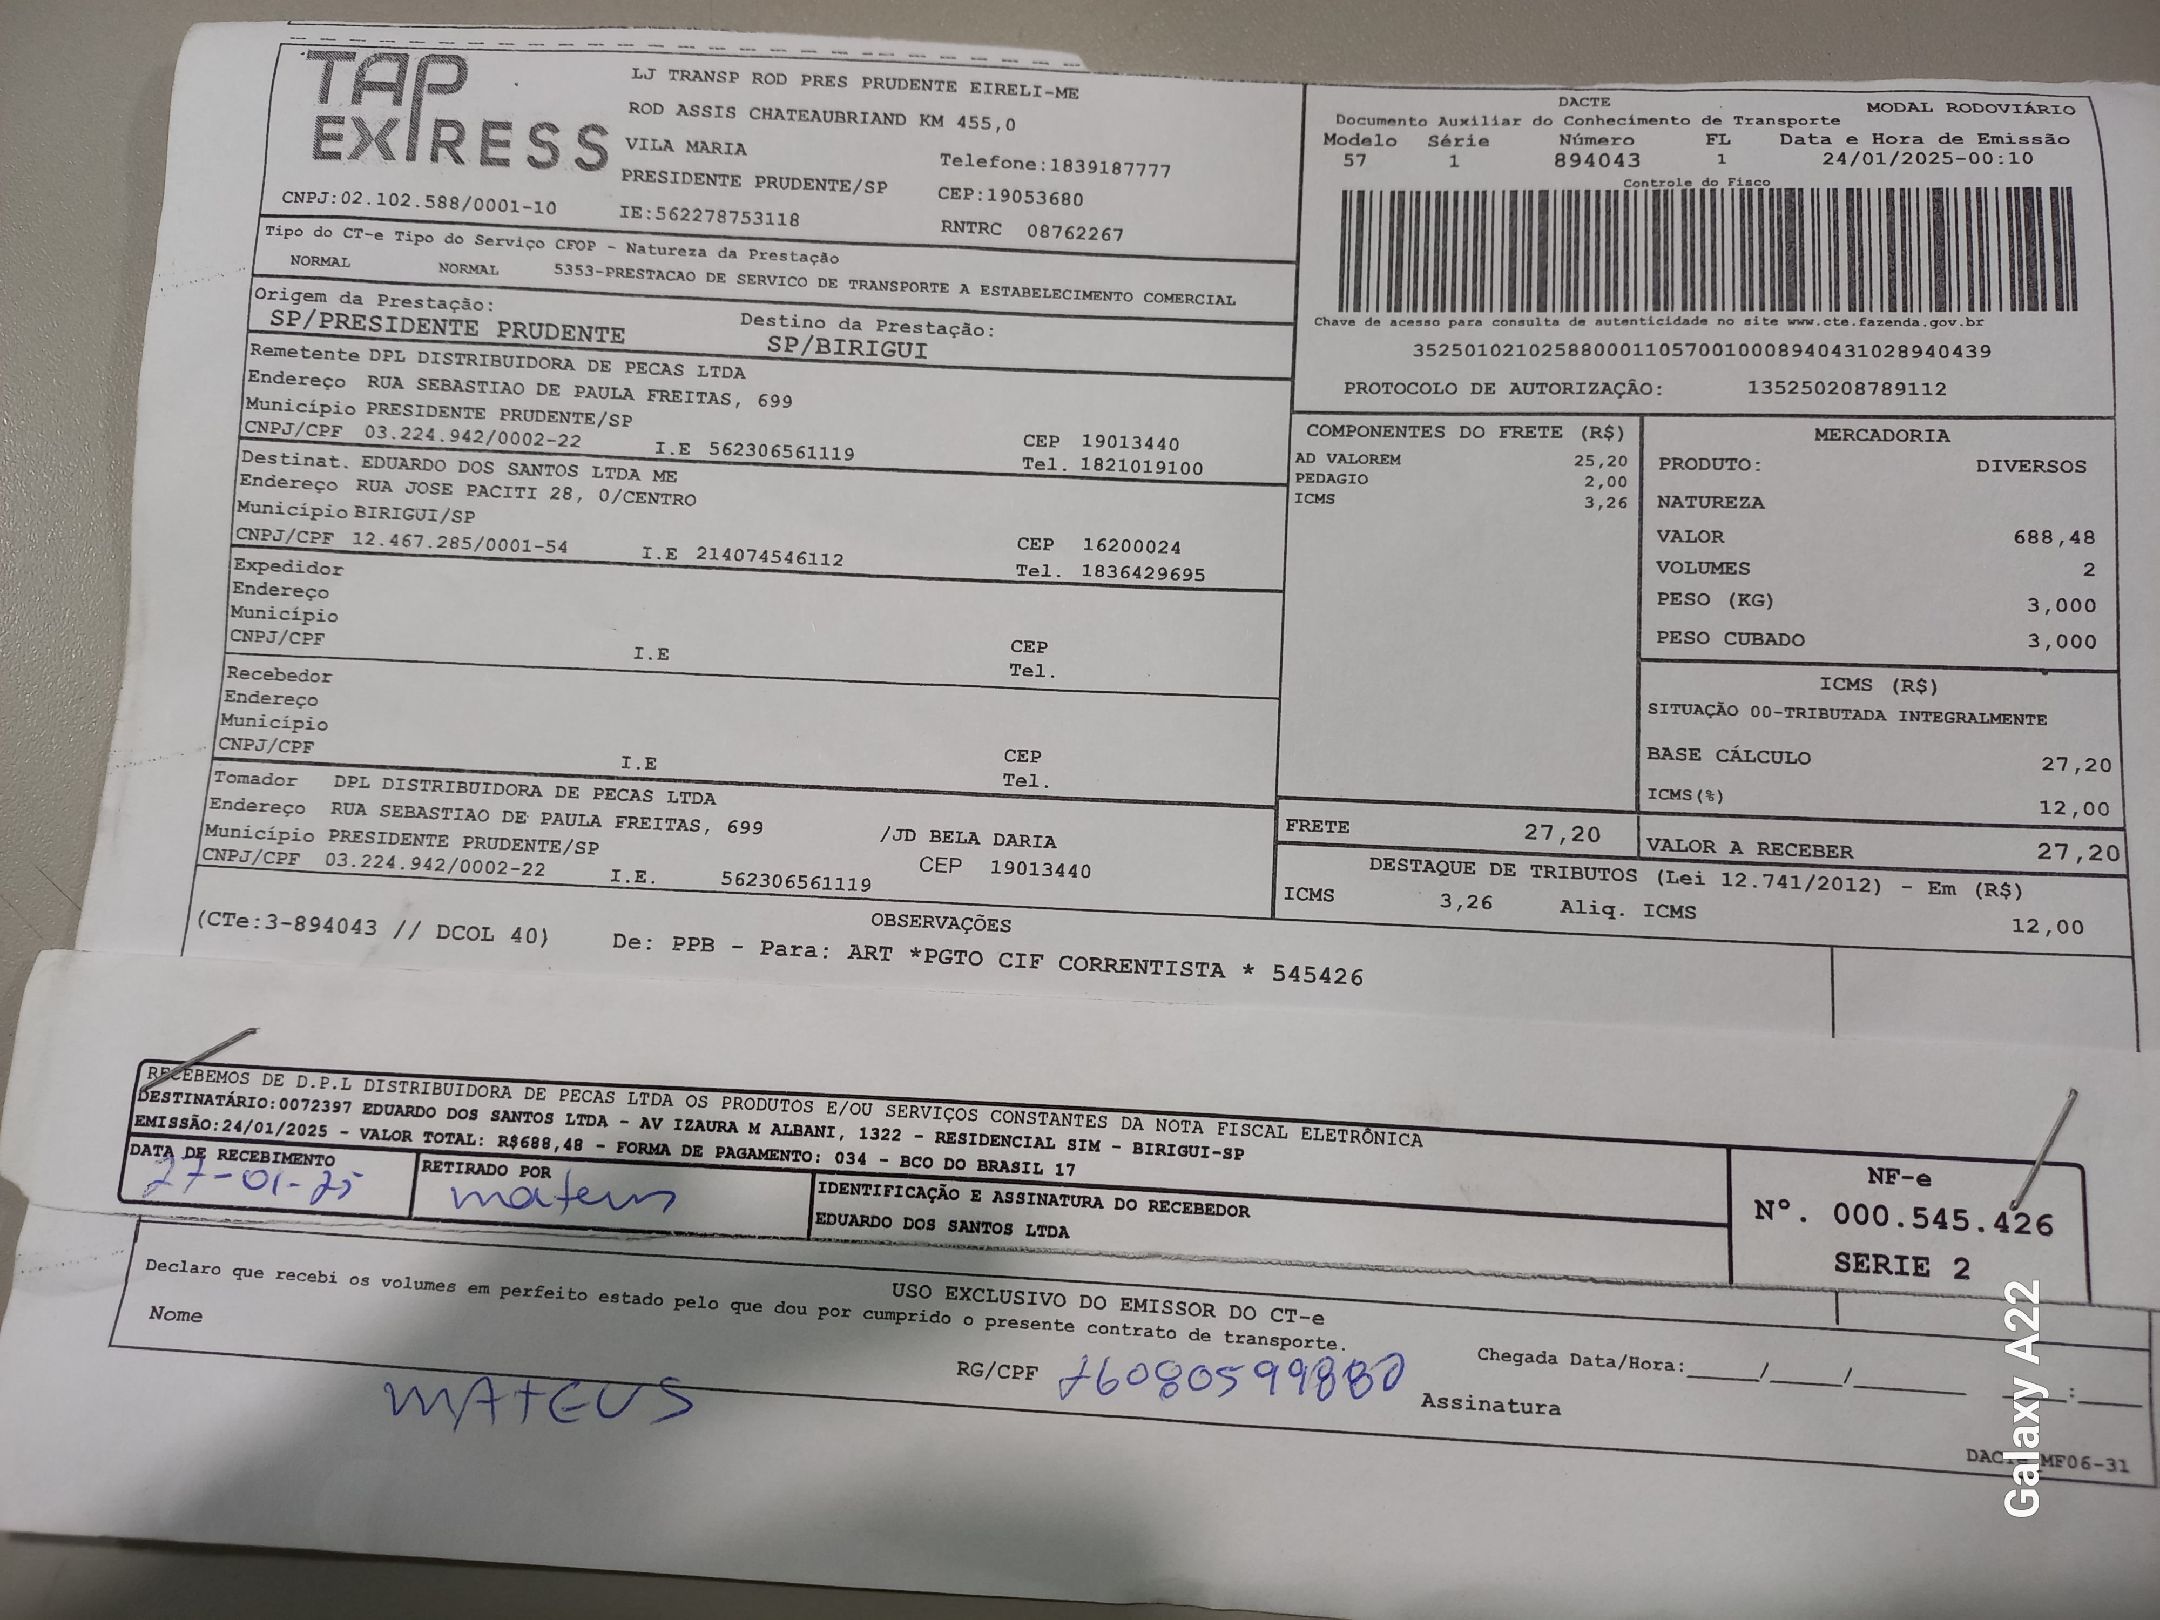 TAP EXPRESS
LJ TRANSP ROD PRES PRUDENTE EIRELI-ME
ROD ASSIS CHATEAUBRIAND KM 455,0
VILA MARIA
Telefone:1839187777
PRESIDENTE PRUDENTE/SP
CEP:19053680
CNPJ:02.102.588/0001-10
IE:562278753118
RNTRC 08762267
DACTE
MODAL RODOVIÁRIO
Documento Auxiliar do Conhecimento de Transporte
Modelo Série Número FL Data e Hora de Emissão
57 1 894043 1 24/01/2025-00:10
Controle do Fisco
Chave de acesso para consulta de autenticidade no site www.cte.fazenda.gov.br
35250102102588000110570010008940431028940439
PROTOCOLO DE AUTORIZAÇÃO: 135250208789112
Tipo do CT-e Tipo do Serviço CFOP - Natureza da Prestação
NORMAL NORMAL 5353-PRESTACAO DE SERVICO DE TRANSPORTE A ESTABELECIMENTO COMERCIAL
Origem da Prestação: Destino da Prestação:
SP/PRESIDENTE PRUDENTE SP/BIRIGUI
Remetente DPL DISTRIBUIDORA DE PECAS LTDA
Endereço RUA SEBASTIAO DE PAULA FREITAS, 699
Município PRESIDENTE PRUDENTE/SP CEP 19013440
CNPJ/CPF 03.224.942/0002-22 I.E 562306561119 Tel. 1821019100
Destinat. EDUARDO DOS SANTOS LTDA ME
Endereço RUA JOSE PACITI 28, 0/CENTRO
Município BIRIGUI/SP CEP 16200024
CNPJ/CPF 12.467.285/0001-54 I.E 214074546112 Tel. 1836429695
Expedidor
Endereço
Município CEP
CNPJ/CPF I.E Tel.
Recebedor
Endereço
Município CEP
CNPJ/CPF I.E Tel.
Tomador DPL DISTRIBUIDORA DE PECAS LTDA
Endereço RUA SEBASTIAO DE PAULA FREITAS, 699 /JD BELA DARIA
Município PRESIDENTE PRUDENTE/SP CEP 19013440
CNPJ/CPF 03.224.942/0002-22 I.E. 562306561119
COMPONENTES DO FRETE (R$)
AD VALOREM 25,20
PEDAGIO 2,00
ICMS 3,26
MERCADORIA
PRODUTO: DIVERSOS
NATUREZA
VALOR 688,48
VOLUMES 2
PESO (KG) 3,000
PESO CUBADO 3,000
ICMS (R$)
SITUAÇÃO 00-TRIBUTADA INTEGRALMENTE
BASE CÁLCULO 27,20
ICMS(%) 12,00
FRETE 27,20
VALOR A RECEBER 27,20
DESTAQUE DE TRIBUTOS (Lei 12.741/2012) - Em (R$)
ICMS 3,26 Aliq. ICMS 12,00
OBSERVAÇÕES
(CTe:3-894043 // DCOL 40) De: PPB - Para: ART *PGTO CIF CORRENTISTA * 545426
RECEBEMOS DE D.P.L DISTRIBUIDORA DE PECAS LTDA OS PRODUTOS E/OU SERVIÇOS CONSTANTES DA NOTA FISCAL ELETRÔNICA
DESTINATÁRIO:0072397 EDUARDO DOS SANTOS LTDA - AV IZAURA M ALBANI, 1322 - RESIDENCIAL SIM - BIRIGUI-SP
EMISSÃO:24/01/2025 - VALOR TOTAL: R$688,48 - FORMA DE PAGAMENTO: 034 - BCO DO BRASIL 17
DATA DE RECEBIMENTO
27-01-25
RETIRADO POR
mateus
IDENTIFICAÇÃO E ASSINATURA DO RECEBEDOR
EDUARDO DOS SANTOS LTDA
NF-e
Nº. 000.545.426
SERIE 2
USO EXCLUSIVO DO EMISSOR DO CT-e
Declaro que recebi os volumes em perfeito estado pelo que dou por cumprido o presente contrato de transporte.
Nome RG/CPF Chegada Data/Hora:_____/_____/_________ _____:_____
MATEUS Assinatura
MF06-31
Galaxy A22